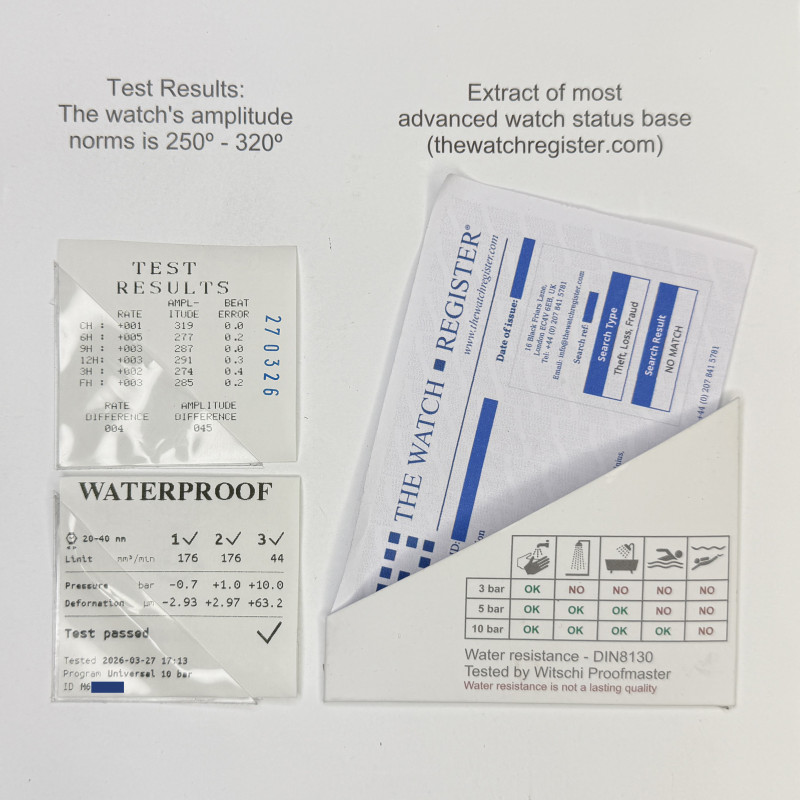 Test Results:
The watch's amplitude
norms is 250º - 320º
Extract of most
advanced watch status base
(thewatchregister.com)
TEST
RESULTS
RATE AMPL-ITUDE BEAT ERROR
CH : +001 319 0.0
6H : +005 277 0.2
9H : +003 287 0.0
12H: +003 291 0.3
3H : +002 274 0.4
FH : +003 285 0.2
RATE DIFFERENCE AMPLITUDE DIFFERENCE
004 045
270326
WATERPROOF
20-40 mm 1✓ 2✓ 3✓
Limit mm³/min 176 176 44
Pressure bar -0.7 +1.0 +10.0
Deformation µm -2.93 +2.97 +63.2
Test passed ✓
Tested 2026-03-27 17:13
Program Universal 10 bar
ID M6
THE WATCH REGISTER®
www.thewatchregister.com
Date of issue:
16 Black Friars Lane,
London EC4V 6EB, UK
Tel: +44 (0) 207 841 5781
Email: info@thewatchregister.com
Search ref:
Search Type
Theft, Loss, Fraud
Search Result
NO MATCH
+44 (0) 207 841 5781
ID:
3 bar OK NO NO NO NO
5 bar OK OK OK NO NO
10 bar OK OK OK OK NO
Water resistance - DIN8130
Tested by Witschi Proofmaster
Water resistance is not a lasting quality